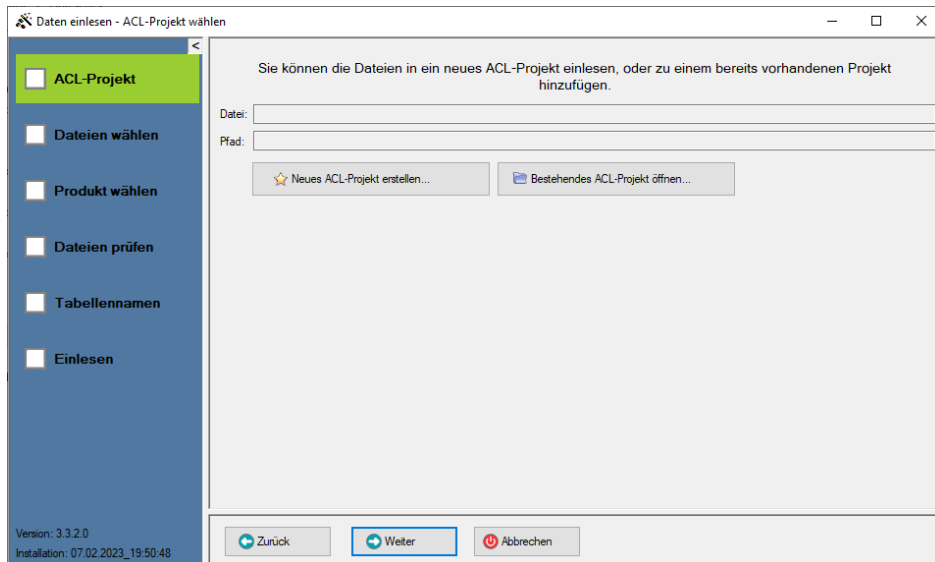 Daten einlesen - ACL-Projekt wählen
<
ACL-Projekt
Dateien wählen
Produkt wählen
Dateien prüfen
Tabellennamen
Einlesen
Version: 3.3.2.0
Installation: 07.02.2023_19:50:48
Sie können die Dateien in ein neues ACL-Projekt einlesen, oder zu einem bereits vorhandenen Projekt
hinzufügen.
Datei:
Pfad:
Neues ACL-Projekt erstellen...
Bestehendes ACL-Projekt öffnen...
Zurück
Weiter
Abbrechen